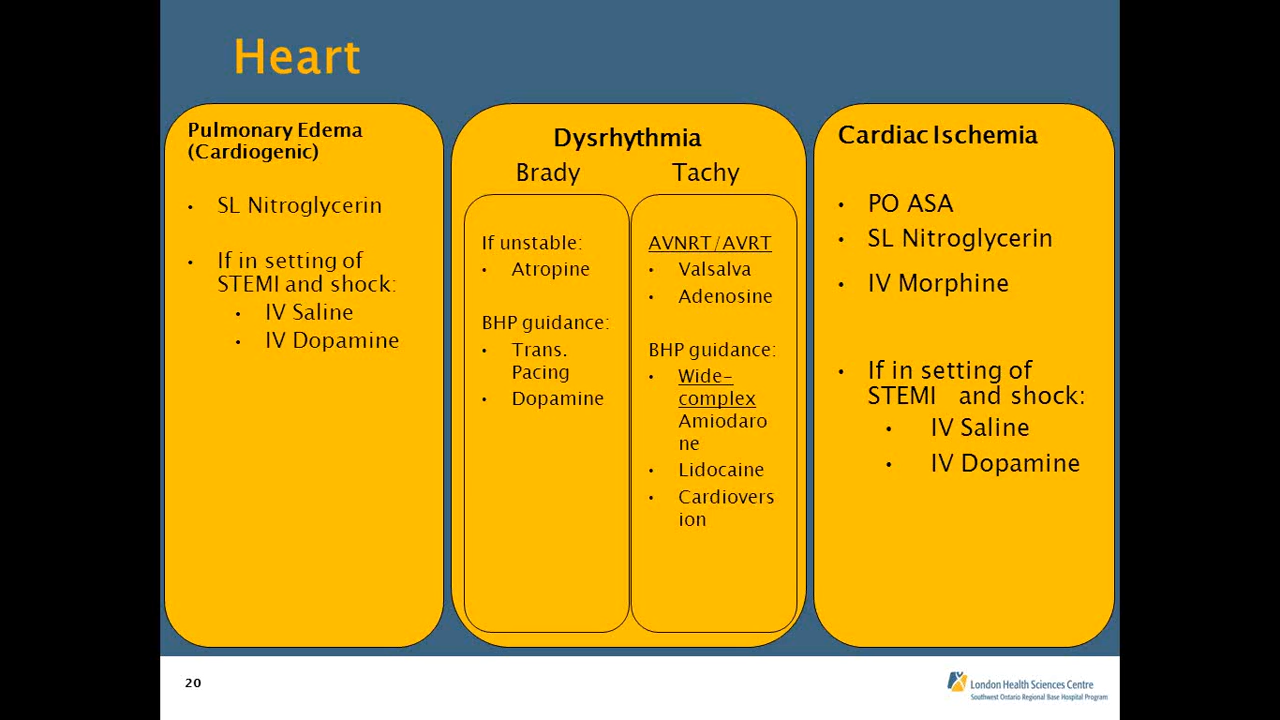 Heart
Pulmonary Edema
(Cardiogenic)
• SL Nitroglycerin
• If in setting of
STEMI and shock:
• IV Saline
• IV Dopamine
Dysrhythmia
Brady
If unstable:
• Atropine
BHP guidance:
• Trans.
Pacing
• Dopamine
Tachy
AVNRT/AVRT
• Valsalva
• Adenosine
BHP guidance:
• Wide-
complex
Amiodaro
ne
• Lidocaine
• Cardiovers
ion
Cardiac Ischemia
• PO ASA
• SL Nitroglycerin
• IV Morphine
• If in setting of
STEMI and shock:
• IV Saline
• IV Dopamine
20
London Health Sciences Centre
Southwest Ontario Regional Base Hospital Program